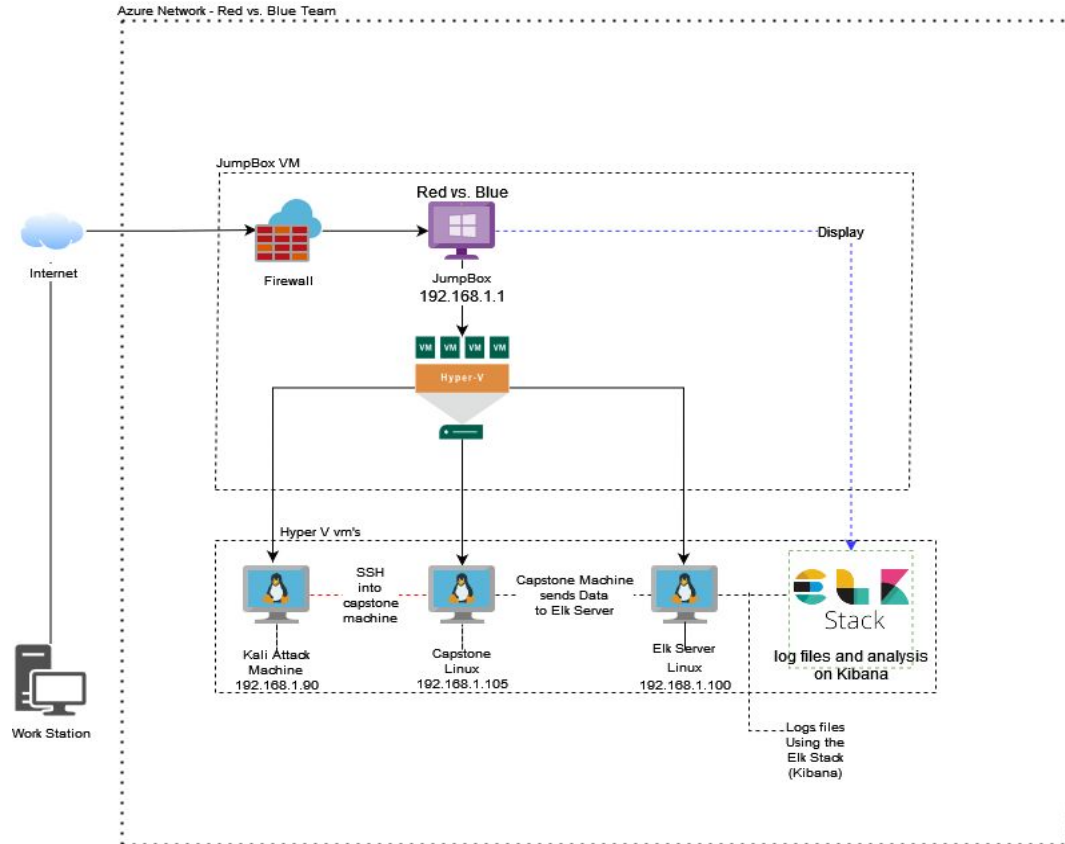 Azure Network - Red vs. Blue Team
JumpBox VM
Red vs. Blue
Display
Internet
Firewall
JumpBox
192.168.1.1
VM VM VM VM
Hyper-V
Hyper V vm's
SSH
into
capstone
machine
Capstone Machine
sends Data
to Elk Server
ELK
Stack
Kali Attack
Machine
192.168.1.90
Capstone
Linux
192.168.1.105
Elk Server
Linux
192.168.1.100
log files and analysis
on Kibana
Work Station
Logs files
Using the
Elk Stack
(Kibana)